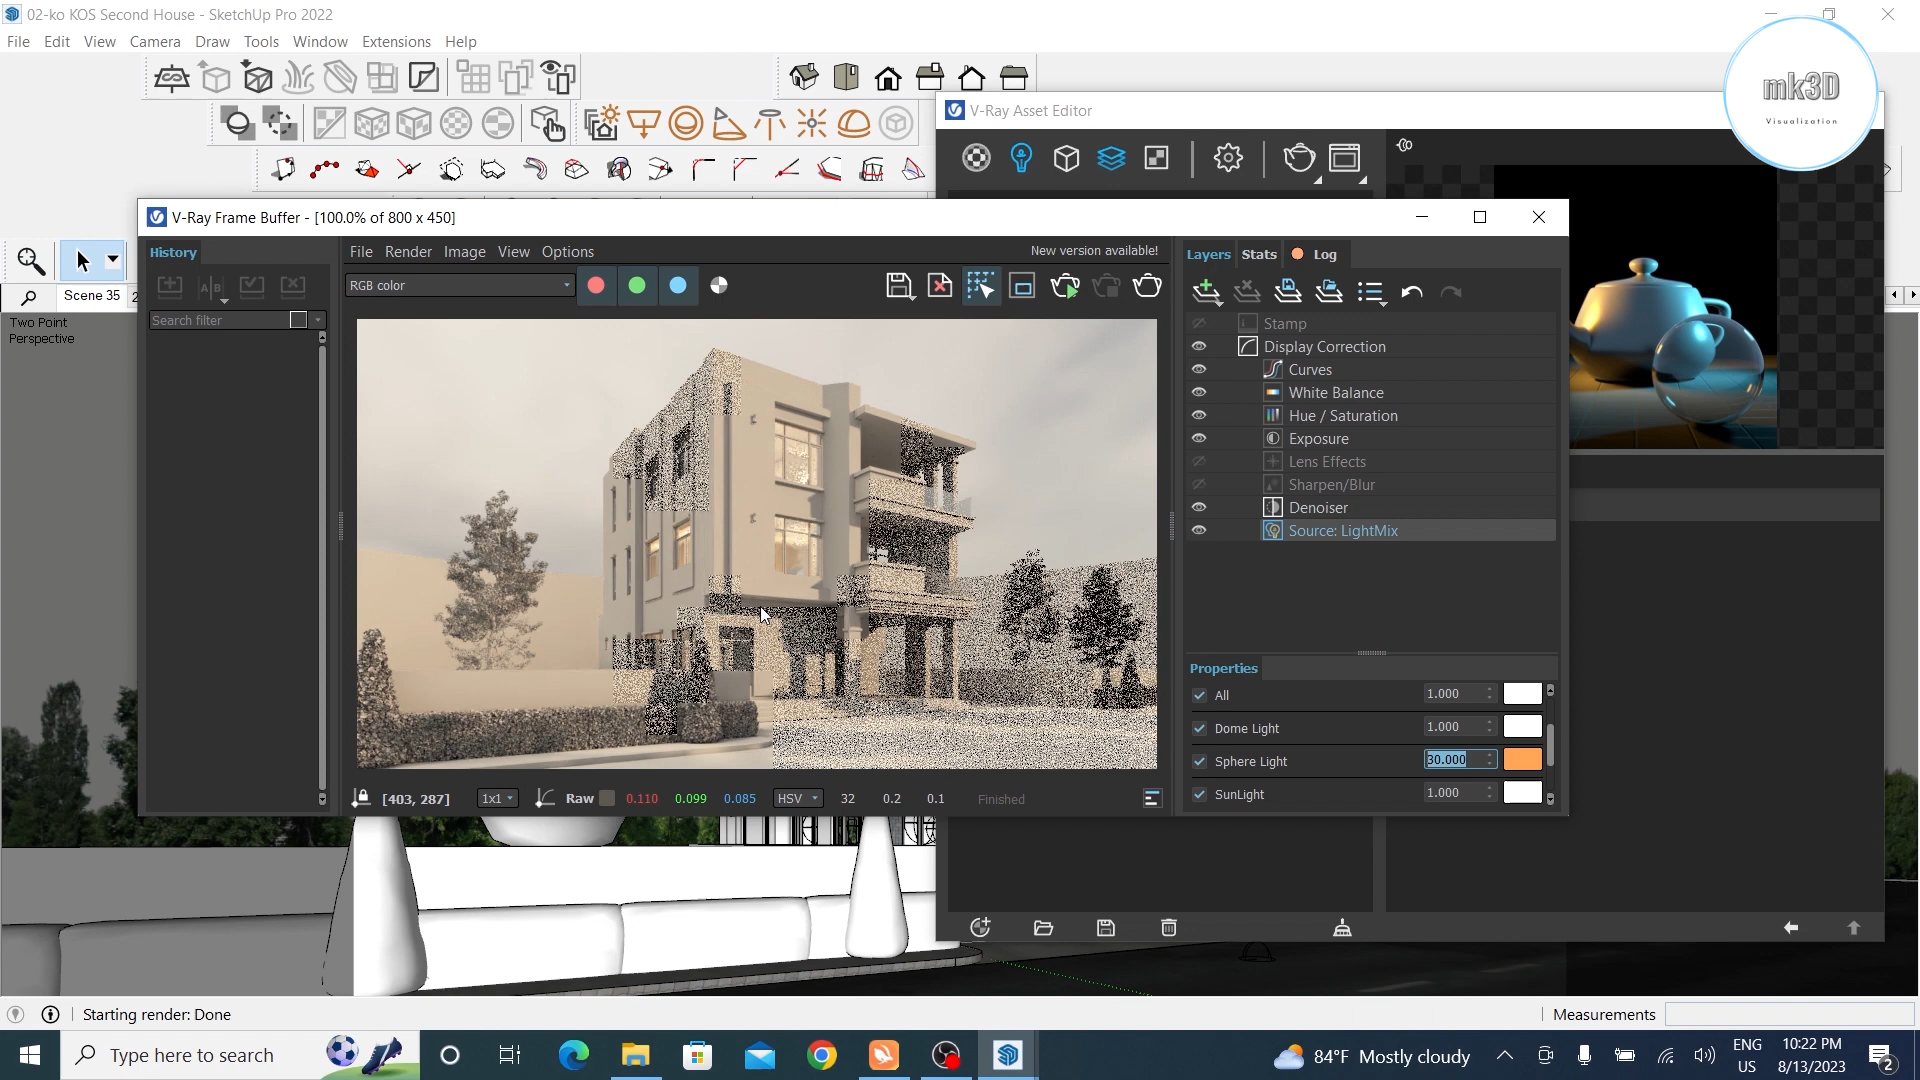 02-ko KOS Second House - SketchUp Pro 2022
File Edit View Camera Draw Tools Window Extensions Help
mk3D
Visualization
V-Ray Asset Editor
V-Ray Frame Buffer - [100.0% of 800 x 450]
History
File Render Image View Options
New version available!
Layers Stats Log
RGB color
Search filter
Scene 35
Two Point
Perspective
Stamp
Display Correction
Curves
White Balance
Hue / Saturation
Exposure
Lens Effects
Sharpen/Blur
Denoiser
Source: LightMix
Properties
All 1.000
Dome Light 1.000
Sphere Light 30.000
SunLight 1.000
[403, 287] 1x1 Raw 0.110 0.099 0.085 HSV 32 0.2 0.1 Finished
Starting render: Done
Measurements
Type here to search
84°F Mostly cloudy
ENG
US
10:22 PM
8/13/2023
2